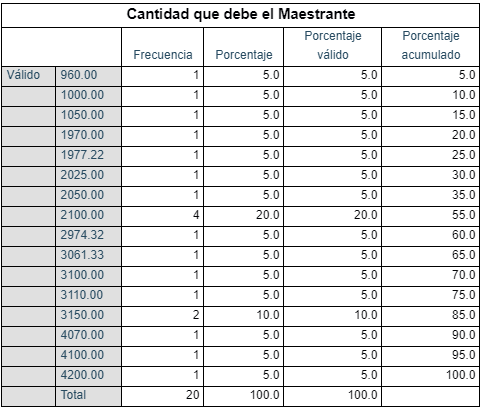 Cantidad que debe el Maestrante
Frecuencia Porcentaje Porcentaje válido Porcentaje acumulado
Válido 960.00 1 5.0 5.0 5.0
1000.00 1 5.0 5.0 10.0
1050.00 1 5.0 5.0 15.0
1970.00 1 5.0 5.0 20.0
1977.22 1 5.0 5.0 25.0
2025.00 1 5.0 5.0 30.0
2050.00 1 5.0 5.0 35.0
2100.00 4 20.0 20.0 55.0
2974.32 1 5.0 5.0 60.0
3061.33 1 5.0 5.0 65.0
3100.00 1 5.0 5.0 70.0
3110.00 1 5.0 5.0 75.0
3150.00 2 10.0 10.0 85.0
4070.00 1 5.0 5.0 90.0
4100.00 1 5.0 5.0 95.0
4200.00 1 5.0 5.0 100.0
Total 20 100.0 100.0